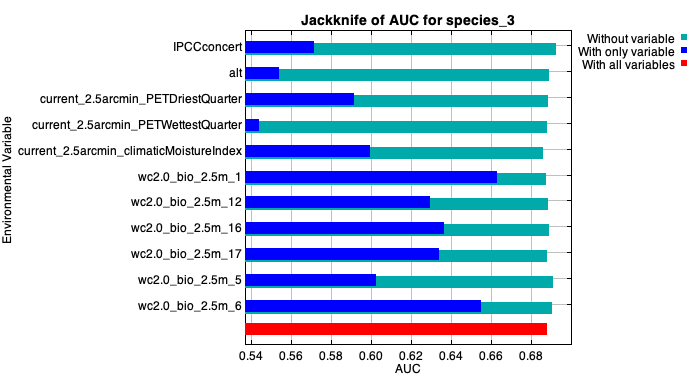 Jackknife of AUC for species_3
Without variable
With only variable
With all variables
Environmental Variable
IPCCconcert
alt
current_2.5arcmin_PETDriestQuarter
current_2.5arcmin_PETWettestQuarter
current_2.5arcmin_climaticMoistureIndex
wc2.0_bio_2.5m_1
wc2.0_bio_2.5m_12
wc2.0_bio_2.5m_16
wc2.0_bio_2.5m_17
wc2.0_bio_2.5m_5
wc2.0_bio_2.5m_6
0.54 0.56 0.58 0.60 0.62 0.64 0.66 0.68
AUC